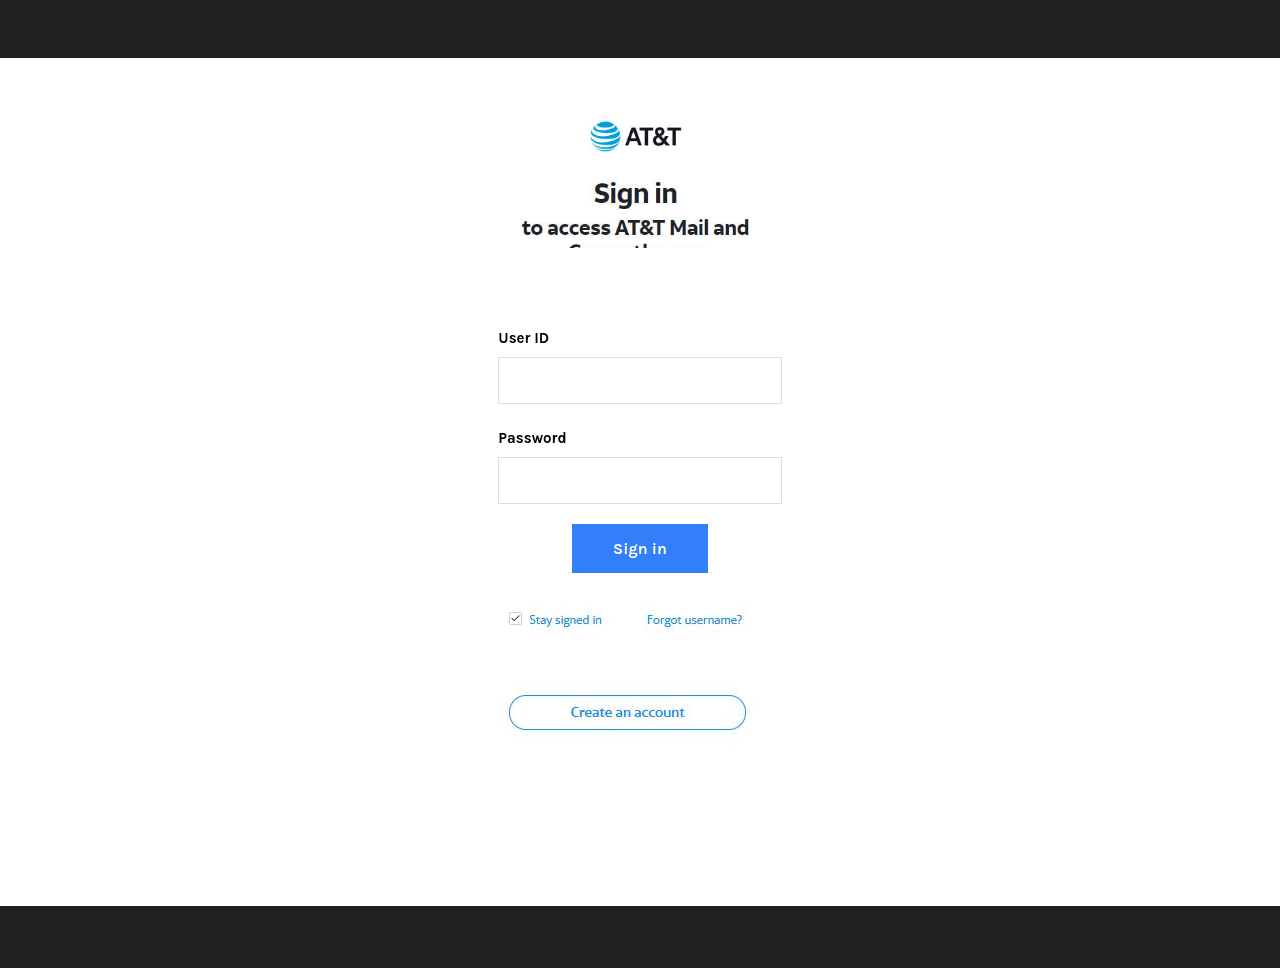 AT&T
Sign in
to access AT&T Mail and
User ID
Password
Sign in
Stay signed in
Forgot username?
Create an account